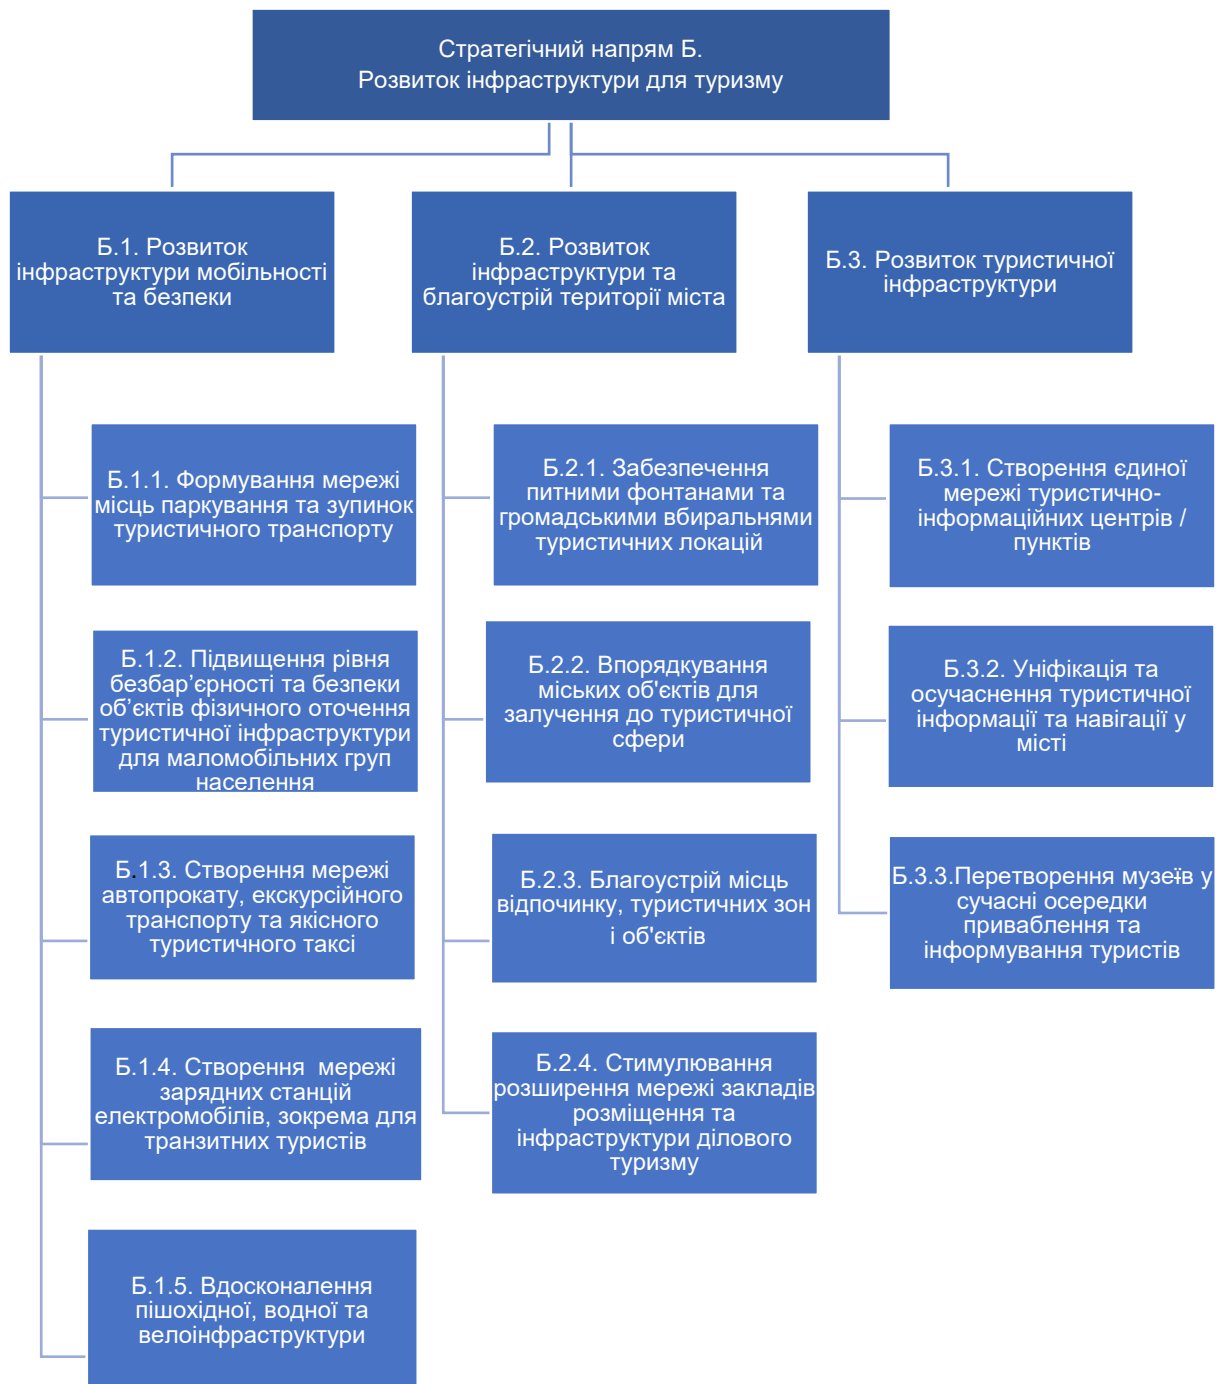 Стратегічний напрям Б.
Розвиток інфраструктури для туризму
Б.1. Розвиток
інфраструктури мобільності
та безпеки
Б.1.1. Формування мережі
місць паркування та зупинок
туристичного транспорту
Б.1.2. Підвищення рівня
безбар’єрності та безпеки
об’єктів фізичного оточення
туристичної інфраструктури
для маломобільних груп
населення
Б.1.3. Створення мережі
автопрокату, екскурсійного
транспорту та якісного
туристичного таксі
Б.1.4. Створення  мережі
зарядних станцій
електромобілів, зокрема для
транзитних туристів
Б.1.5. Вдосконалення
пішохідної, водної та
велоінфраструктури
Б.2. Розвиток
інфраструктури та
благоустрій території міста
Б.2.1. Забезпечення
питними фонтанами та
громадськими вбиральнями
туристичних локацій
Б.2.2. Впорядкування
міських об'єктів для
залучення до туристичної
сфери
Б.2.3. Благоустрій місць
відпочинку, туристичних зон
і об'єктів
Б.2.4. Стимулювання
розширення мережі закладів
розміщення та
інфраструктури ділового
туризму
Б.3. Розвиток туристичної
інфраструктури
Б.3.1. Створення єдиної
мережі туристично-
інформаційних центрів /
пунктів
Б.3.2. Уніфікація та
осучаснення туристичної
інформації та навігації у
місті
Б.3.3.Перетворення музеїв у
сучасні осередки
приваблення та
інформування туристів